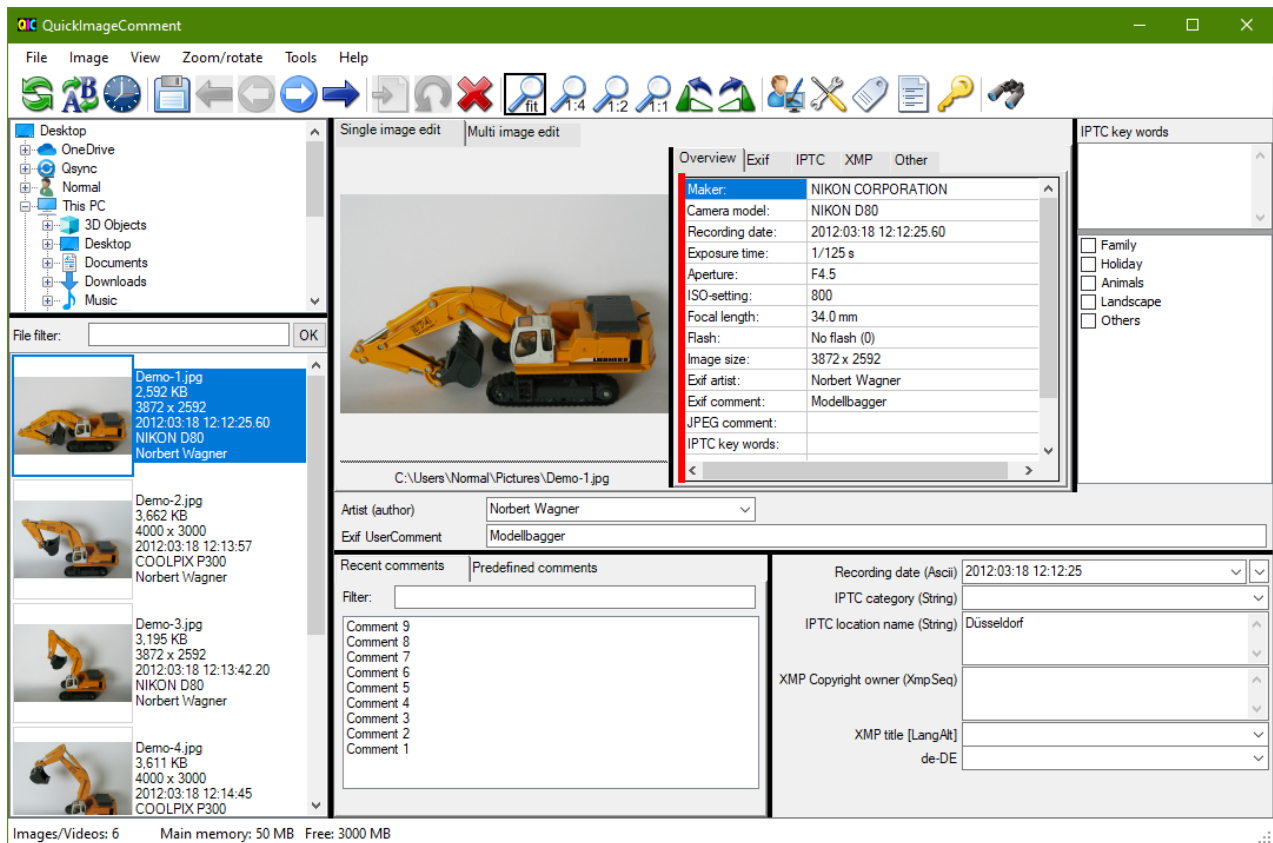 QuickImageComment
File Image View Zoom/rotate Tools Help
AB
fit 1:4 1:2 1:1
Desktop
OneDrive
Qsync
Normal
This PC
3D Objects
Desktop
Documents
Downloads
Music
File filter: OK
Demo-1.jpg
2,592 KB
3872 x 2592
2012:03:18 12:12:25.60
NIKON D80
Norbert Wagner
Demo-2.jpg
3,662 KB
4000 x 3000
2012:03:18 12:13:57
COOLPIX P300
Norbert Wagner
Demo-3.jpg
3,195 KB
3872 x 2592
2012:03:18 12:13:42.20
NIKON D80
Norbert Wagner
Demo-4.jpg
3,611 KB
4000 x 3000
2012:03:18 12:14:45
COOLPIX P300
Single image edit Multi image edit
974
LIEBHERR
C:\Users\Normal\Pictures\Demo-1.jpg
Overview Exif IPTC XMP Other
Maker: NIKON CORPORATION
Camera model: NIKON D80
Recording date: 2012:03:18 12:12:25.60
Exposure time: 1/125 s
Aperture: F4.5
ISO-setting: 800
Focal length: 34.0 mm
Flash: No flash (0)
Image size: 3872 x 2592
Exif artist: Norbert Wagner
Exif comment: Modellbagger
JPEG comment:
IPTC key words:
IPTC key words
Family
Holiday
Animals
Landscape
Others
Artist (author) Norbert Wagner
Exif UserComment Modellbagger
Recent comments Predefined comments
Filter:
Comment 9
Comment 8
Comment 7
Comment 6
Comment 5
Comment 4
Comment 3
Comment 2
Comment 1
Recording date (Ascii) 2012:03:18 12:12:25
IPTC category (String)
IPTC location name (String) Düsseldorf
XMP Copyright owner (XmpSeq)
XMP title [LangAlt]
de-DE
Images/Videos: 6 Main memory: 50 MB Free: 3000 MB